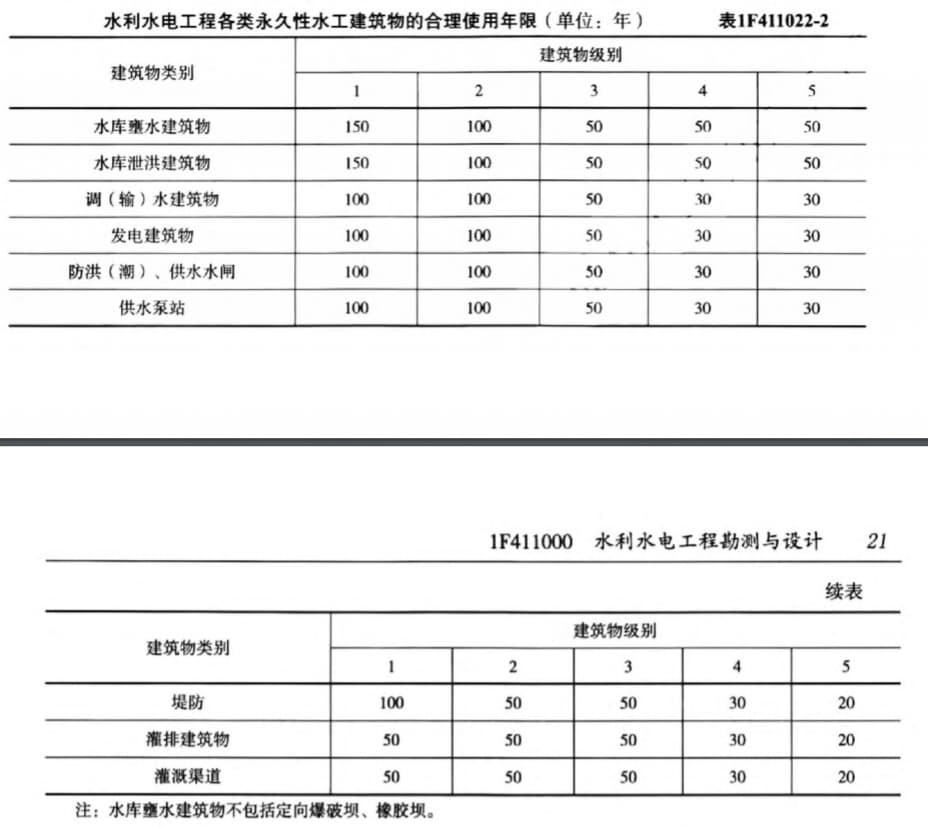 水利水电工程各类永久性水工建筑物的合理使用年限（单位：年） 表1F411022-2
建筑物类别 建筑物级别
1 2 3 4 5
水库壅水建筑物 150 100 50 50 50
水库泄洪建筑物 150 100 50 50 50
调（输）水建筑物 100 100 50 30 30
发电建筑物 100 100 50 30 30
防洪（潮）、供水水闸 100 100 50 30 30
供水泵站 100 100 50 30 30
1F411000 水利水电工程勘测与设计 21
续表
建筑物类别 建筑物级别
1 2 3 4 5
堤防 100 50 50 30 20
灌排建筑物 50 50 50 30 20
灌溉渠道 50 50 50 30 20
注：水库壅水建筑物不包括定向爆破坝、橡胶坝。